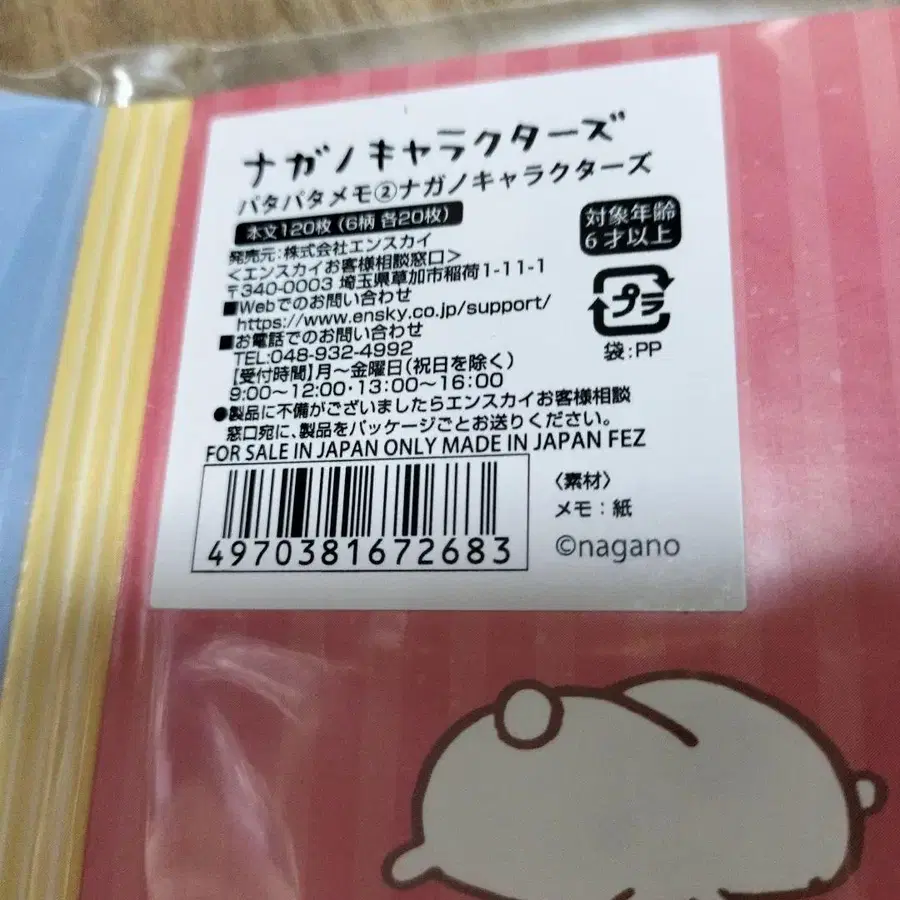 ナガノキャラクターズ
パタパタメモ②ナガノキャラクターズ
本文120枚(6柄 各20枚)
発売元:株式会社エンスカイ
<エンスカイお客様相談窓口>
〒340-0003 埼玉県草加市稲荷1-11-1
■Webでのお問い合わせ
https://www.ensky.co.jp/support/
■お電話でのお問い合わせ
TEL:048-932-4992
【受付時間】月〜金曜日(祝日を除く)
9:00〜12:00・13:00〜16:00
●製品に不備がございましたらエンスカイお客様相談
窓口宛に、製品をパッケージごとお送りください。
FOR SALE IN JAPAN ONLY MADE IN JAPAN FEZ
対象年齢
6才以上
プラ
袋:PP
4970381672683
〈素材〉
メモ:紙
©nagano